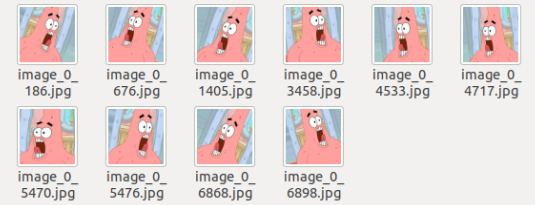 image_0_
186.jpg
image_0_
676.jpg
image_0_
1405.jpg
image_0_
3458.jpg
image_0_
4533.jpg
image_0_
4717.jpg
image_0_
5470.jpg
image_0_
5476.jpg
image_0_
6868.jpg
image_0_
6898.jpg